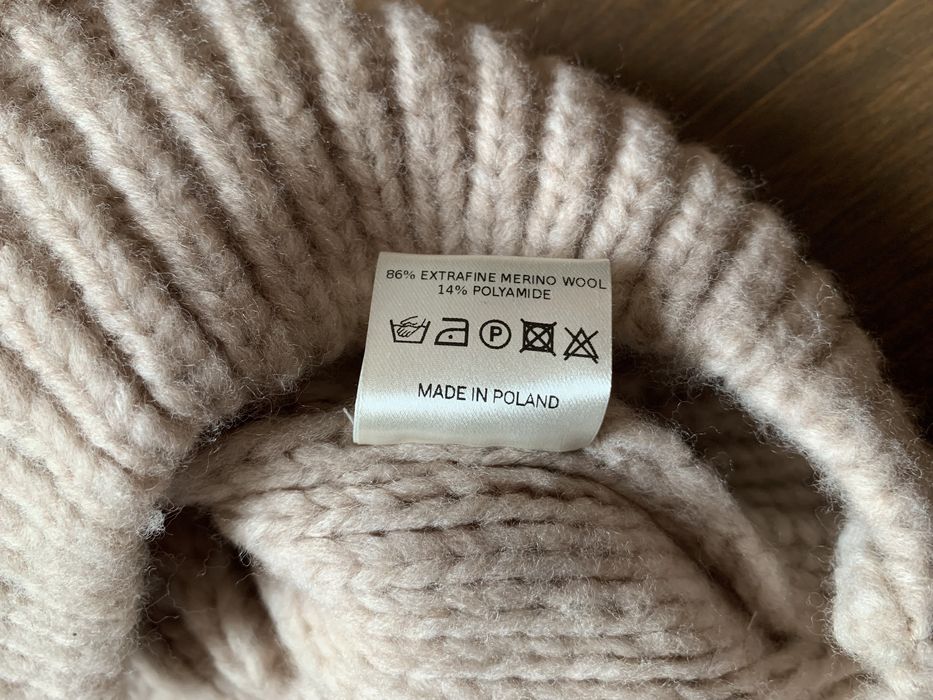 86% EXTRAFINE MERINO WOOL
14% POLYAMIDE
P
MADE IN POLAND